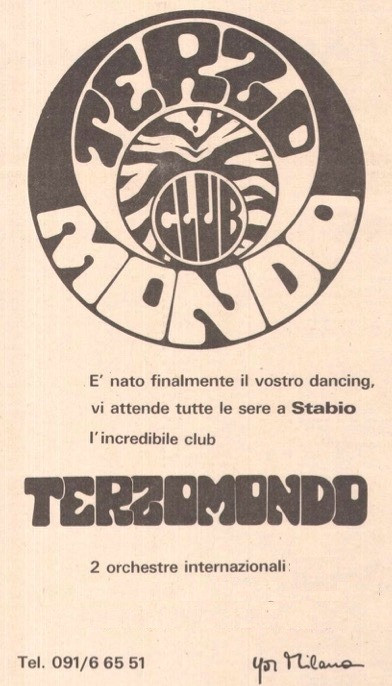 TERZO
MONDO
CLUB
E' nato finalmente il vostro dancing,
vi attende tutte le sere a Stabio
l'incredibile club
TERZOMONDO
2 orchestre internazionali
Tel. 091/6 65 51
Yor Milano